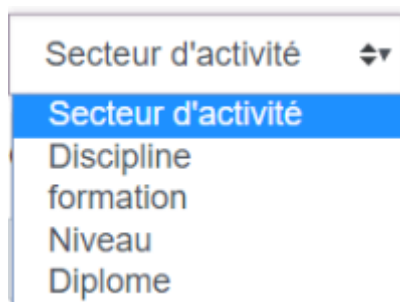 Secteur d'activité
Secteur d'activité
Discipline
formation
Niveau
Diplome